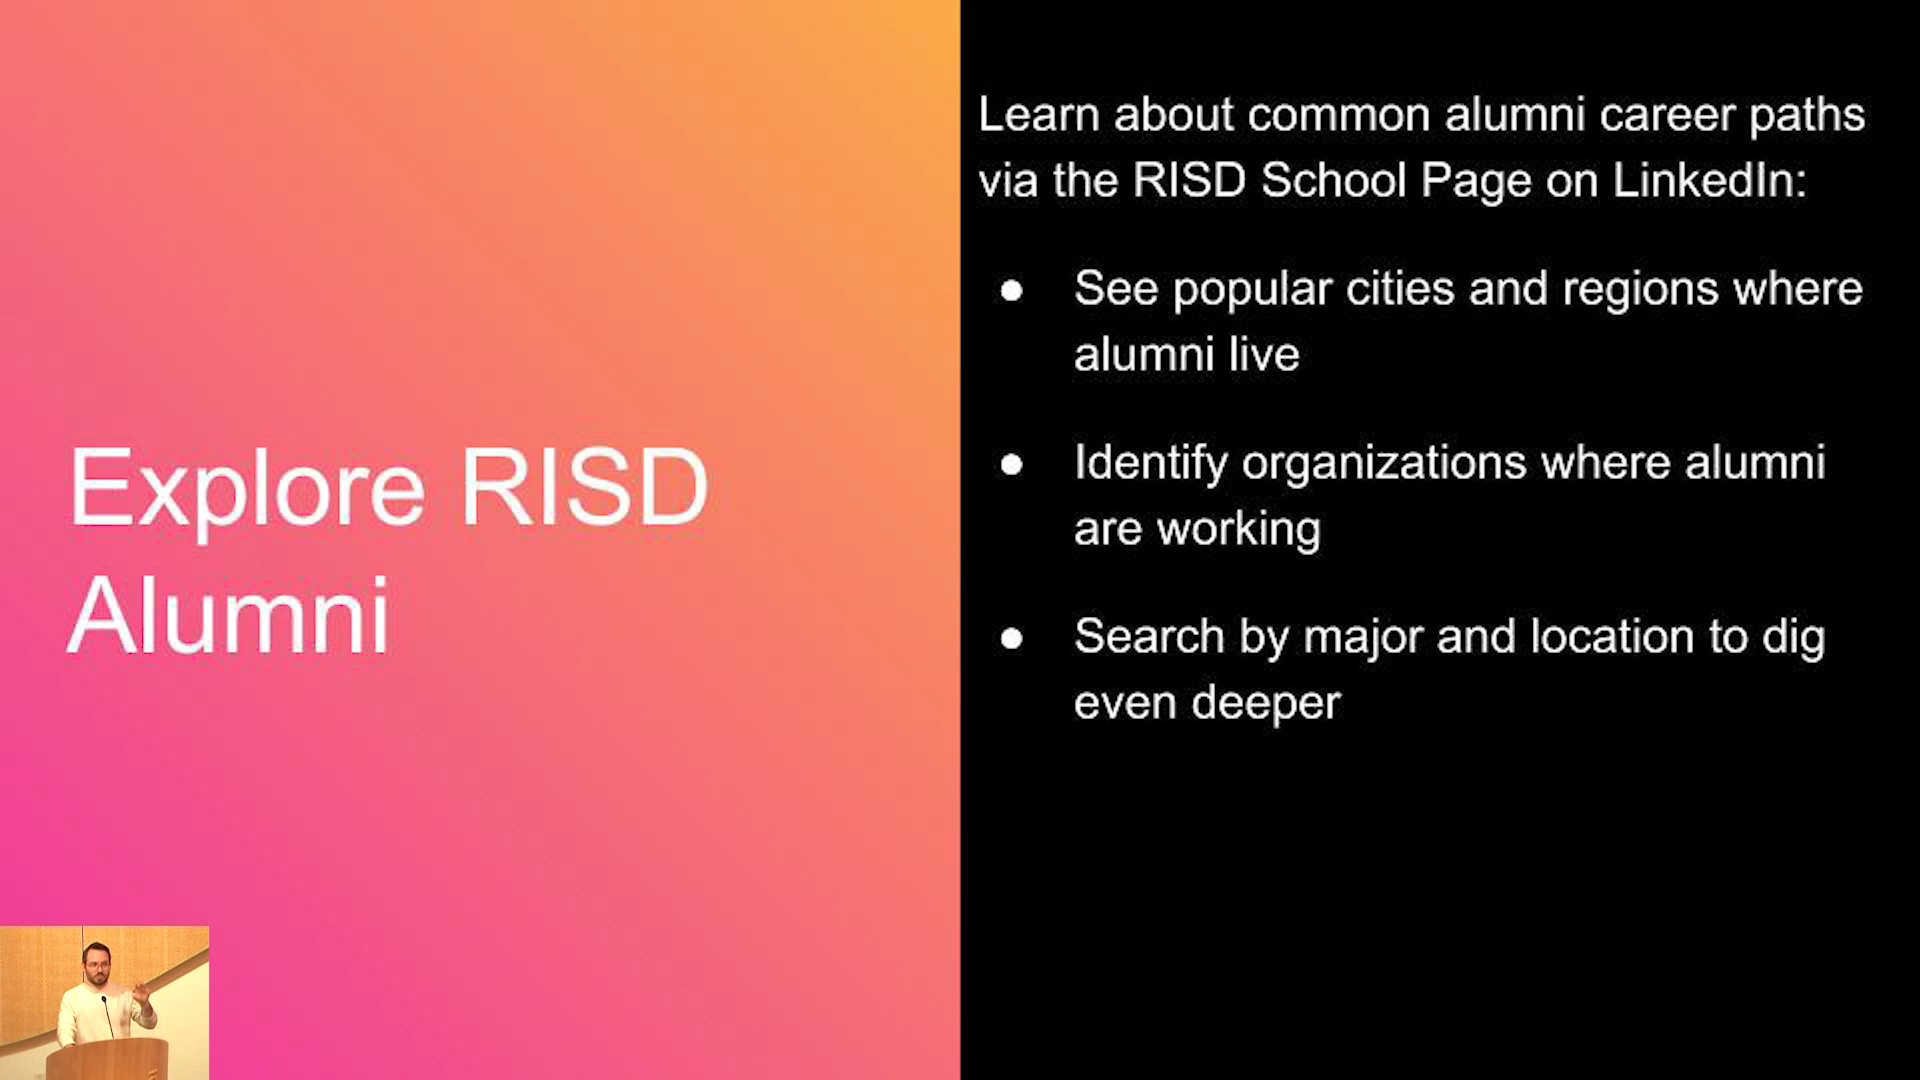 Explore RISD
Alumni
Learn about common alumni career paths
via the RISD School Page on LinkedIn:
● See popular cities and regions where
alumni live
● Identify organizations where alumni
are working
● Search by major and location to dig
even deeper